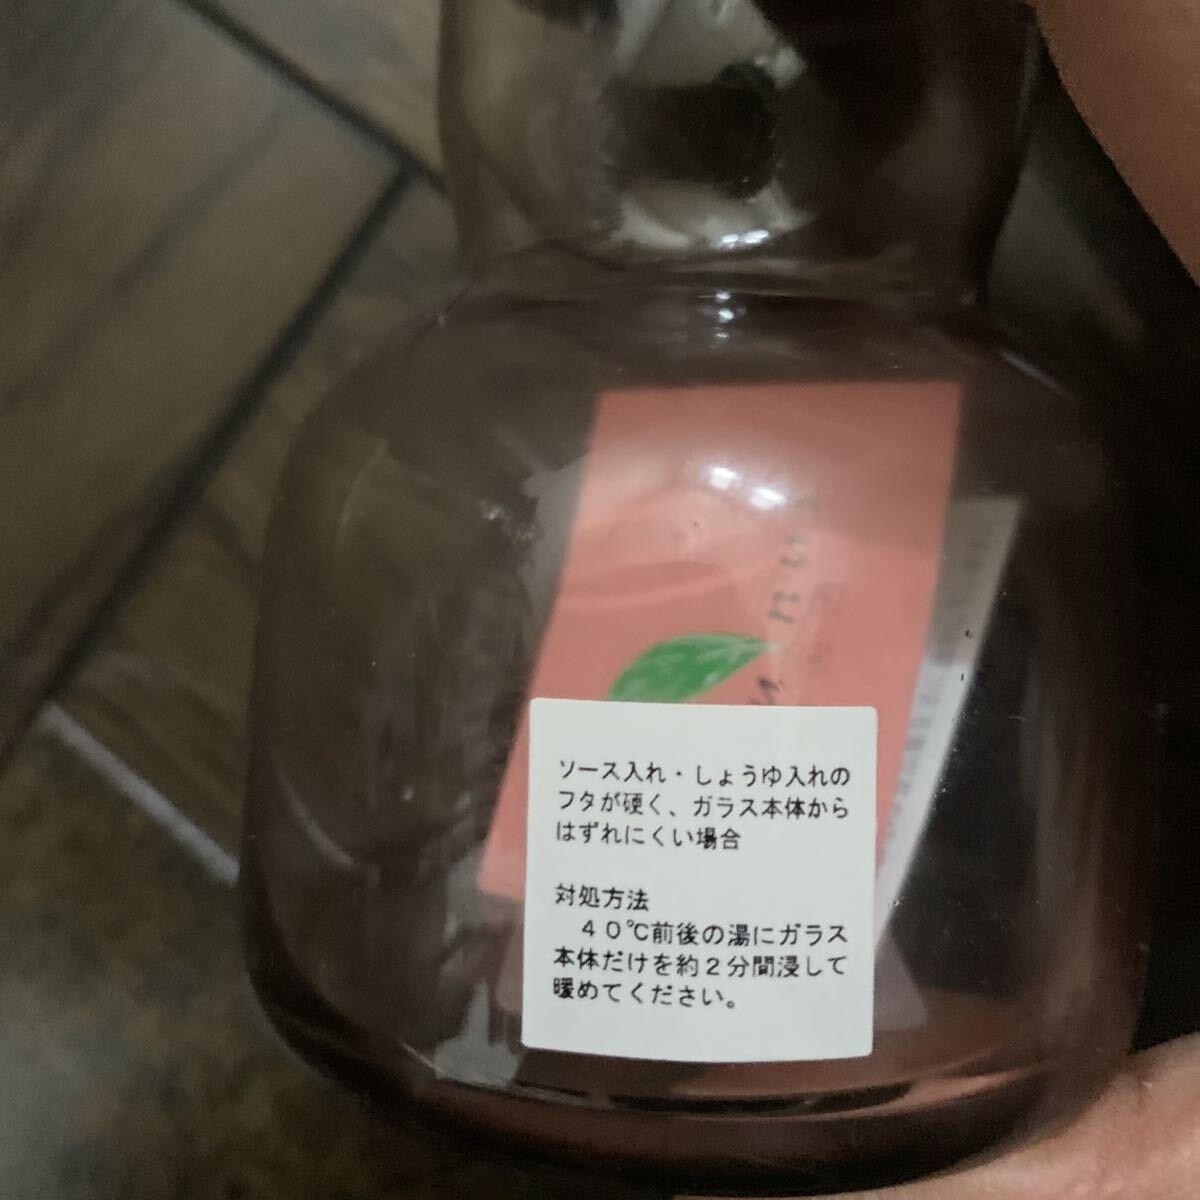 ソース入れ・しょうゆ入れの
フタが硬く、ガラス本体から
はずれにくい場合
対処方法
４０℃前後の湯にガラス
本体だけを約２分間浸して
暖めてください。